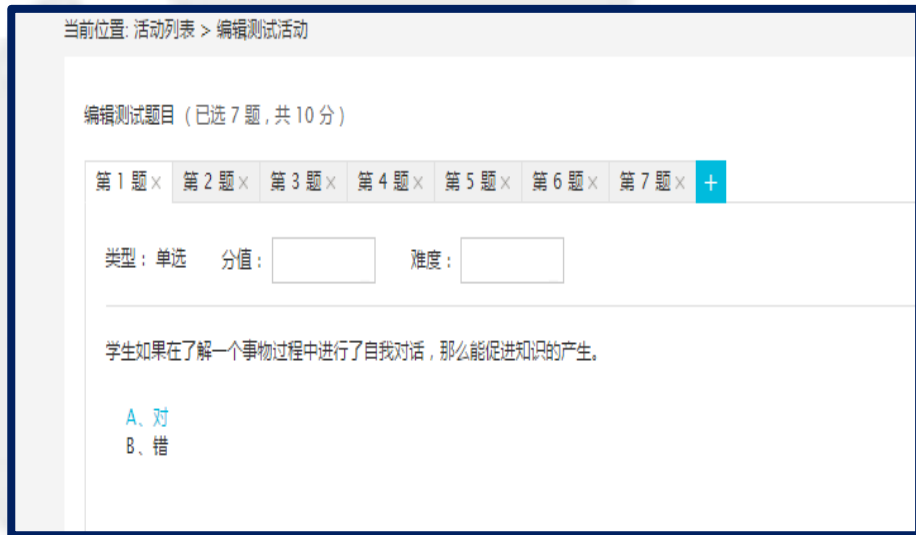 当前位置: 活动列表 > 编辑测试活动
编辑测试题目 ( 已选 7 题 , 共 10 分 )
第 1 题 × 第 2 题 × 第 3 题 × 第 4 题 × 第 5 题 × 第 6 题 × 第 7 题 × +
类型 : 单选 分值 : 难度 :
学生如果在了解一个事物过程中进行了自我对话 , 那么能促进知识的产生。
A、对
B、错